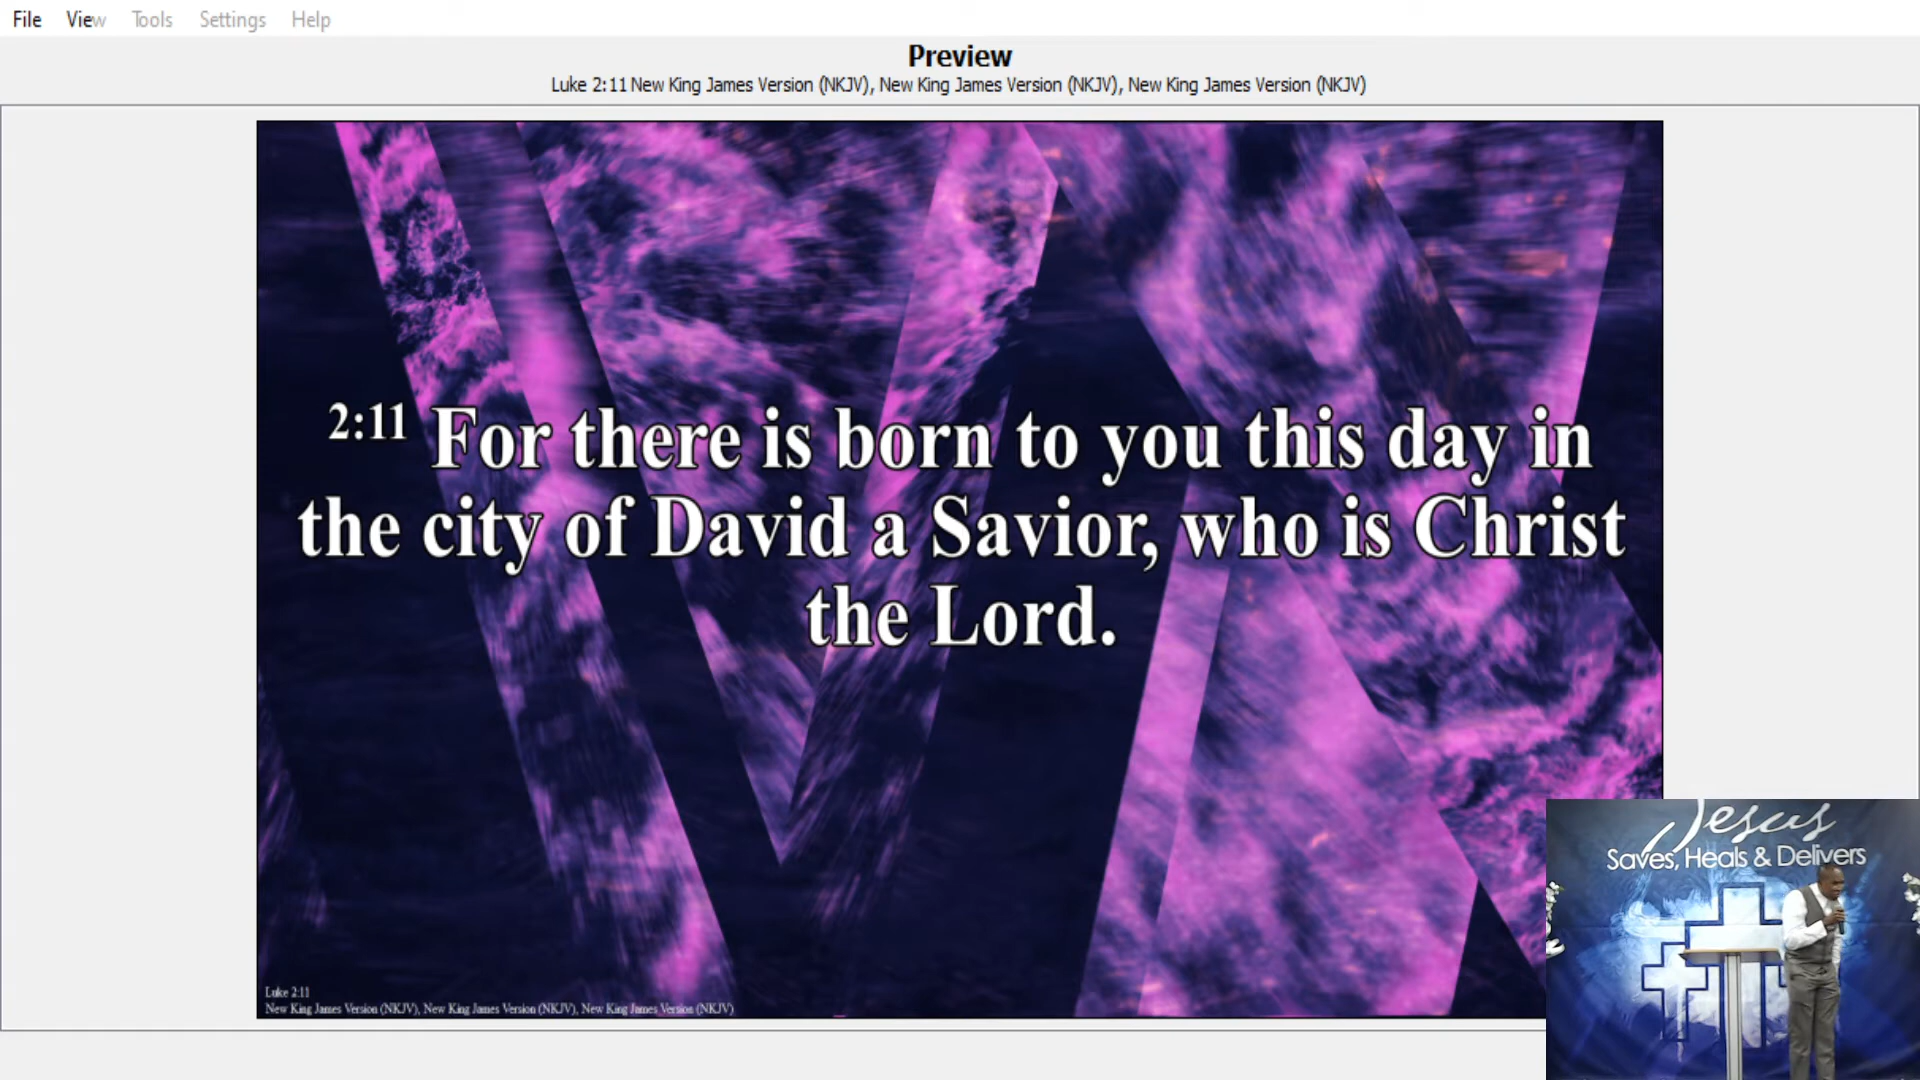 File View Tools Settings Help
Preview
Luke 2:11 New King James Version (NKJV), New King James Version (NKJV), New King James Version (NKJV)
2:11 For there is born to you this day in
the city of David a Savior, who is Christ
the Lord.
Luke 2:11
New King James Version (NKJV), New King James Version (NKJV), New King James Version (NKJV)
Jesus
Saves, Heals & Delivers